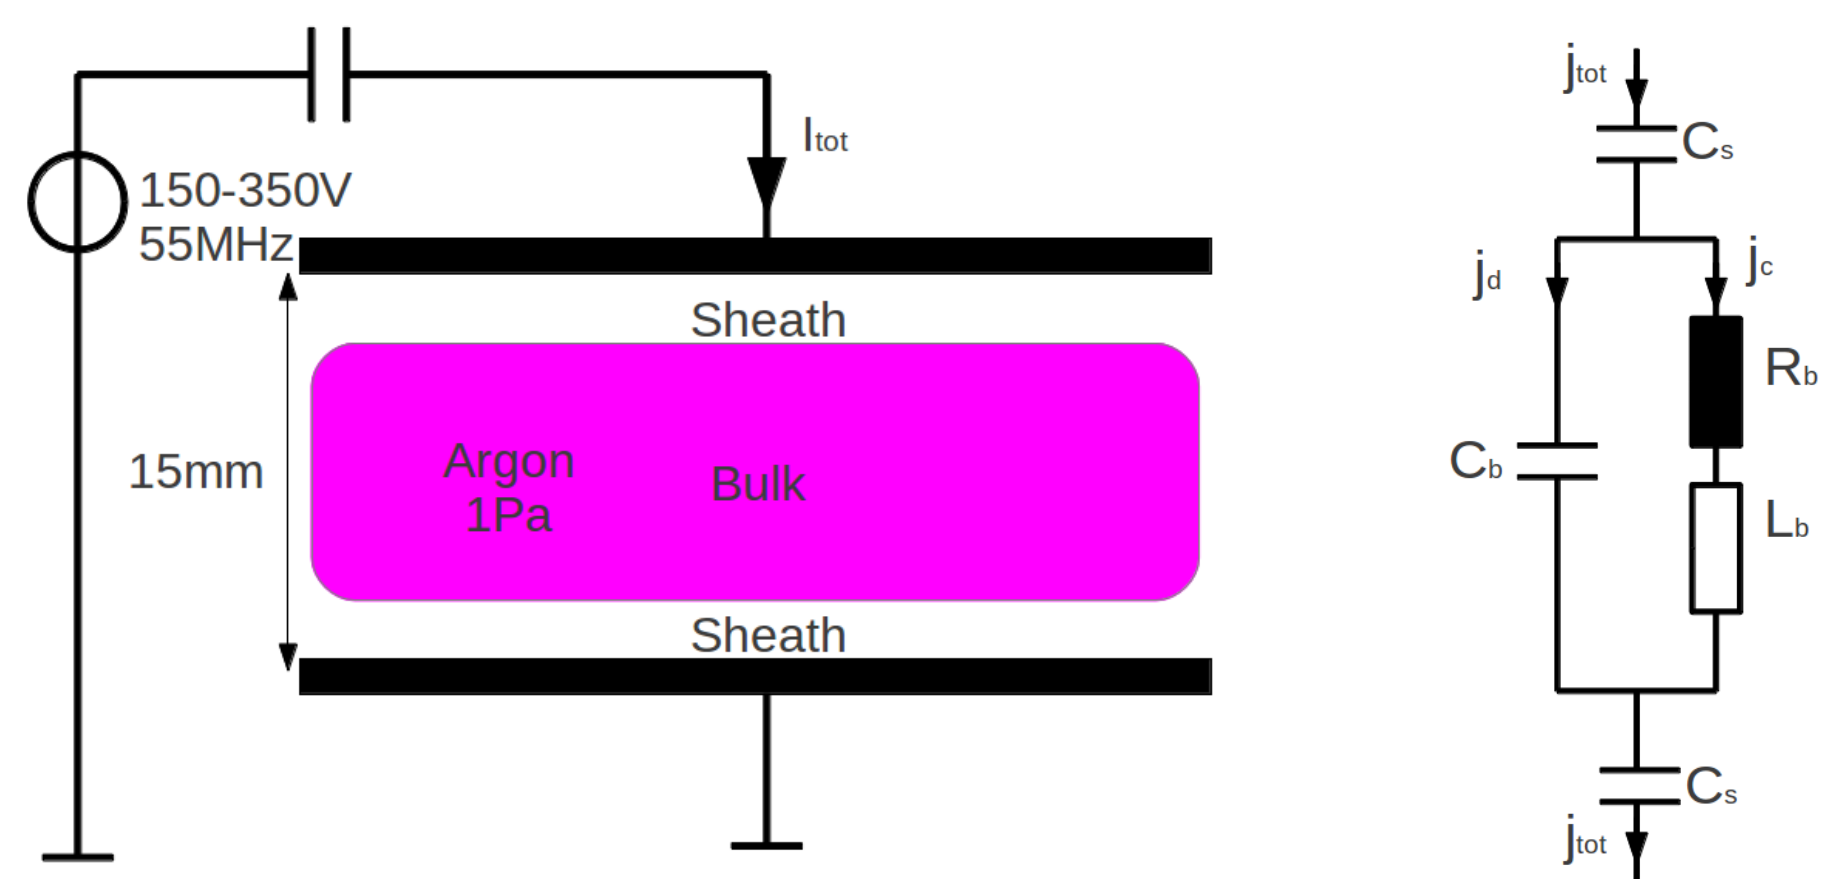 150-350V
55MHz
Itot
Sheath
15mm
Argon
1Pa
Bulk
Sheath
jtot
Cs
jd
jc
Rb
Cb
Lb
Cs
jtot